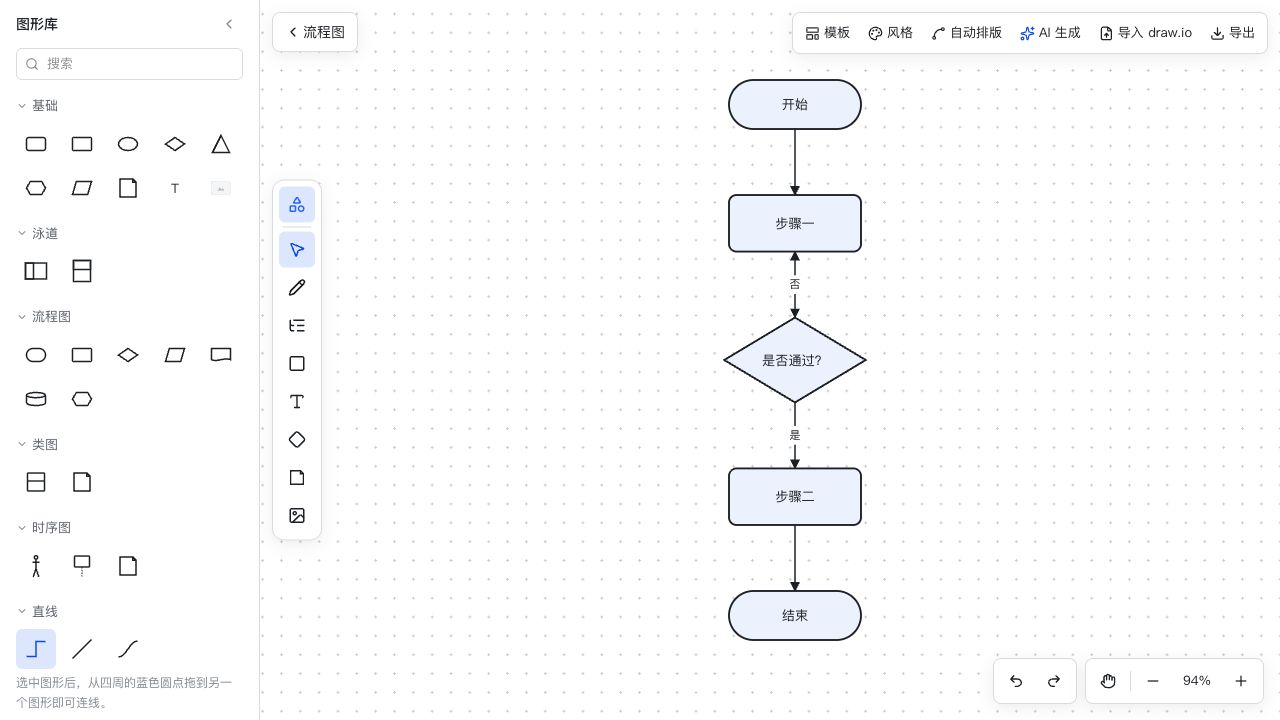 图形库
搜索
基础
T
泳道
流程图
类图
时序图
直线
选中图形后，从四周的蓝色圆点拖到另一
个图形即可连线。
流程图
模板
风格
自动排版
AI 生成
导入 draw.io
导出
开始
步骤一
否
是否通过?
是
步骤二
结束
94%